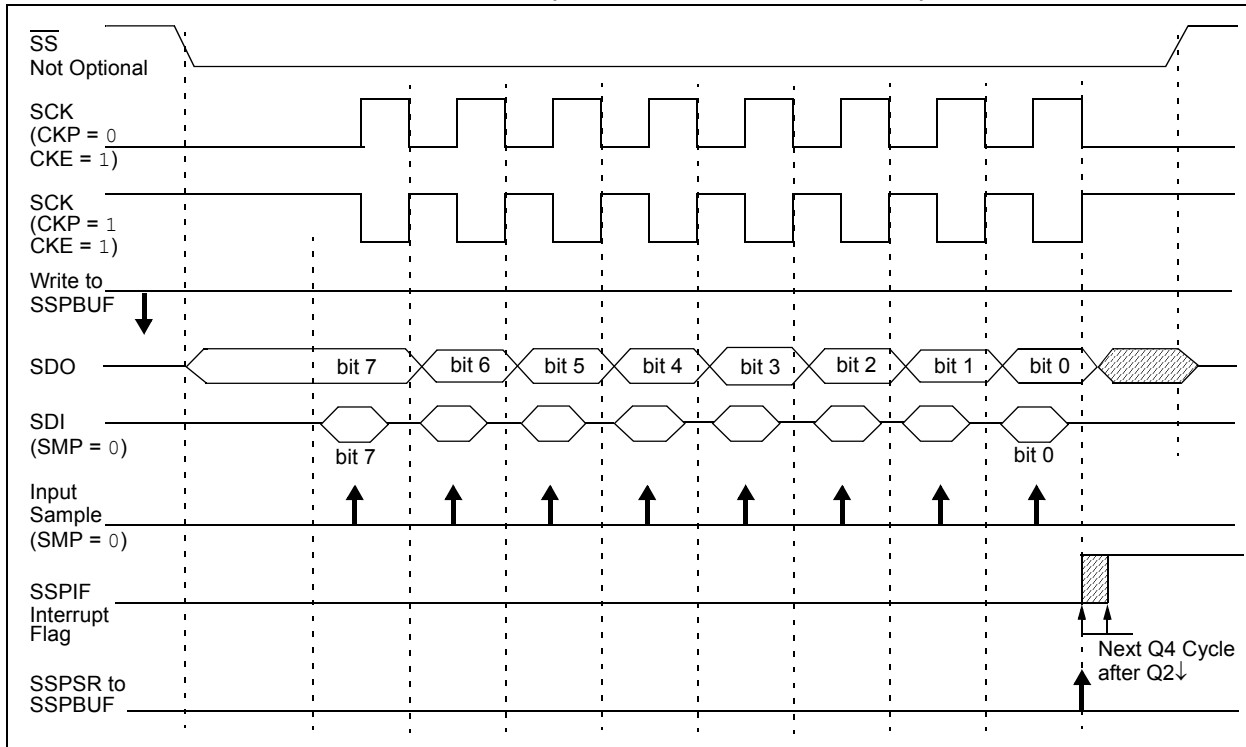 SS
Not Optional
SCK
(CKP = 0
CKE = 1)
SCK
(CKP = 1
CKE = 1)
Write to
SSPBUF
SDO
bit 7 bit 6 bit 5 bit 4 bit 3 bit 2 bit 1 bit 0
SDI
(SMP = 0)
bit 7 bit 0
Input
Sample
(SMP = 0)
SSPIF
Interrupt
Flag
Next Q4 Cycle
after Q2↓
SSPSR to
SSPBUF